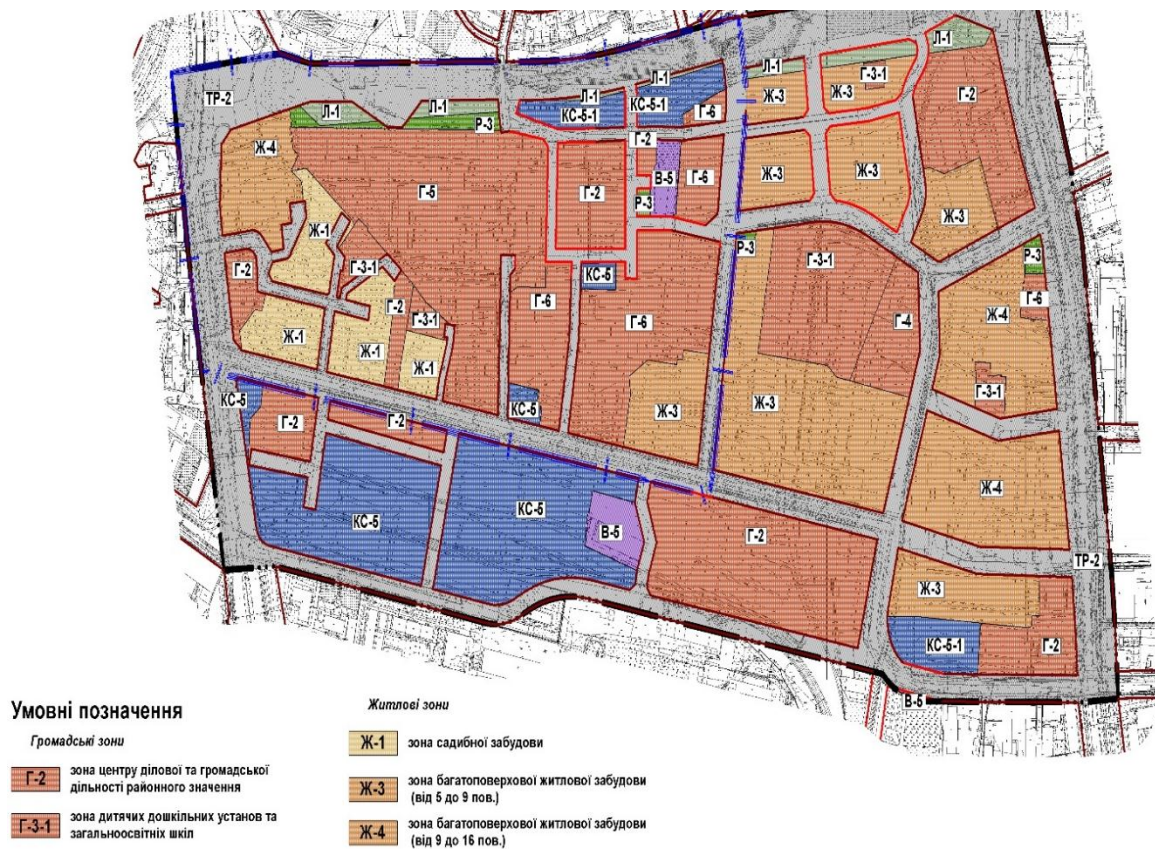 Л-1
Л-1
ТР-2
Л-1
Л-1
Л-1
Л-1
Г-3-1
Ж-3
Ж-3
Г-2
КС-5-1
КС-5-1
Г-6
Р-3
Г-2
Ж-4
Г-5
Г-2
В-5
Г-6
Ж-3
Ж-3
Р-3
Ж-1
Ж-3
Р-3
Г-3-1
Р-3
Г-2
Г-3-1
КС-5
Г-6
Г-2
Г-6
Г-6
Г-3-1
Г-4
Ж-4
Ж-1
Ж-1
Ж-1
Г-3-1
КС-5
КС-5
Г-2
Г-2
Ж-3
Ж-3
Ж-4
КС-5
КС-5
В-5
Г-2
ТР-2
Ж-3
КС-5-1
Г-2
В-5
Умовні позначення
Громадські зони
Г-2 зона центру ділової та громадської
дільності районного значення
Г-3-1 зона дитячих дошкільних установ та
загальноосвітніх шкіл
Житлові зони
Ж-1 зона садибної забудови
Ж-3 зона багатоповерхової житлової забудови
(від 5 до 9 пов.)
Ж-4 зона багатоповерхової житлової забудови
(від 9 до 16 пов.)